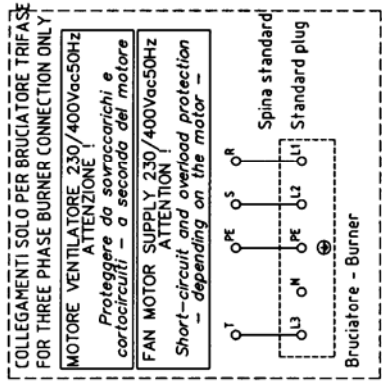 COLLEGAMENTI SOLO PER BRUCIATORE TRIFASE
FOR THREE PHASE BURNER CONNECTION ONLY
MOTORE VENTILATORE 230/400Vac50Hz
ATTENZIONE !
Proteggere da sovraccarichi e
cortocircuiti - a seconda del motore
FAN MOTOR SUPPLY 230/400Vac50Hz
ATTENTION !
Short-circuit and overload protection
- depending on the motor -
T PE S R
Spina standard
Standard plug
L3 N PE L2 L1
Bruciatore - Burner